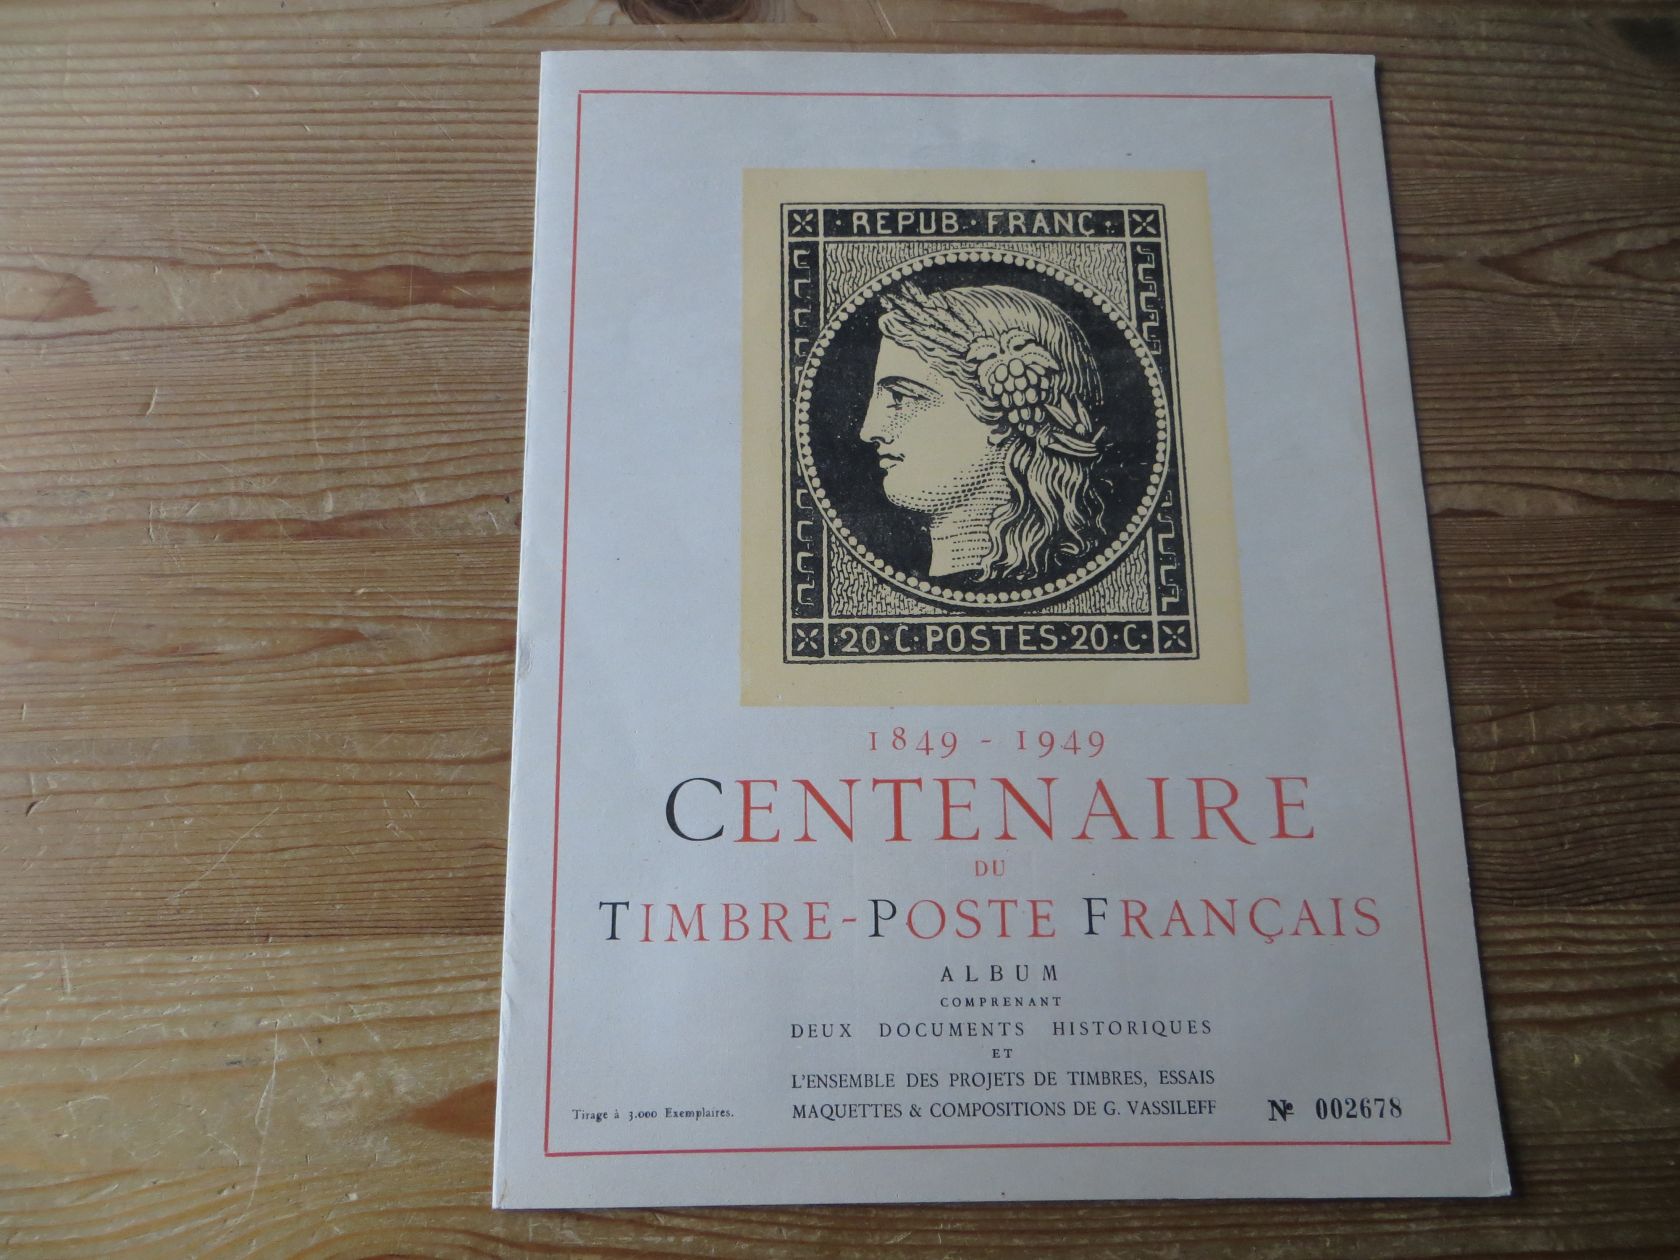 ·REPUB·FRANC·
·20·C·POSTES·20·C·
1849 - 1949
CENTENAIRE
DU
TIMBRE-POSTE FRANÇAIS
ALBUM
COMPRENANT
DEUX DOCUMENTS HISTORIQUES
ET
L'ENSEMBLE DES PROJETS DE TIMBRES, ESSAIS
MAQUETTES & COMPOSITIONS DE G. VASSILEFF
Tirage à 3.000 Exemplaires.
№ 002678